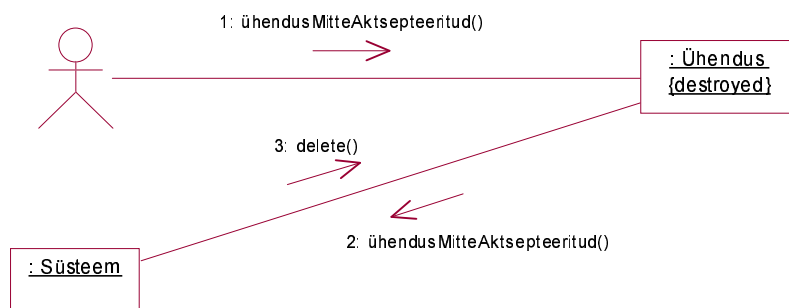 1: ühendusMitteAktsepteeritud()
: Ühendus
{destroyed}
3: delete()
2: ühendusMitteAktsepteeritud()
: Süsteem